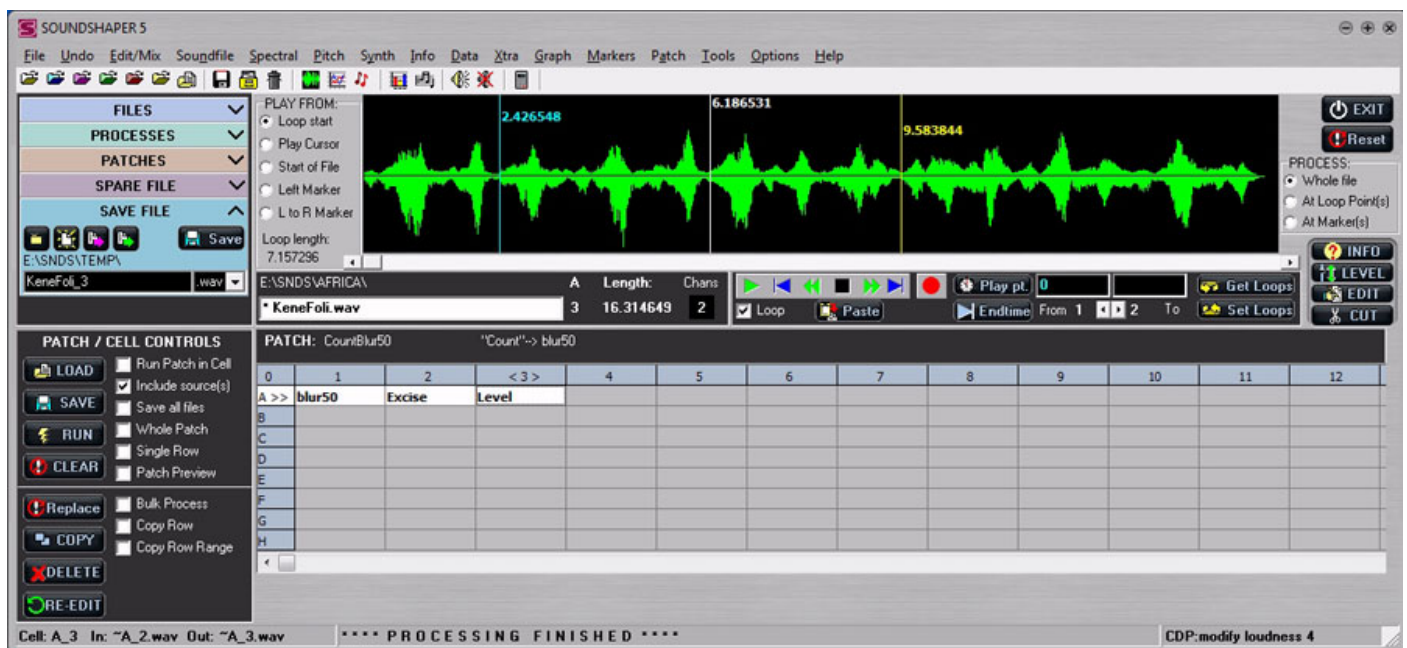 SOUNDSHAPER 5
File Undo Edit/Mix Soundfile Spectral Pitch Synth Info Data Xtra Graph Markers Patch Tools Options Help
FILES
PROCESSES
PATCHES
SPARE FILE
SAVE FILE
Save
E:\SNDS\TEMP\
KeneFoli_3 .wav
PLAY FROM:
Loop start
Play Cursor
Start of File
Left Marker
L to R Marker
Loop length:
7.157296
2.426548
6.186531
9.583844
EXIT
Reset
PROCESS:
Whole file
At Loop Point(s)
At Marker(s)
INFO
LEVEL
EDIT
CUT
E:\SNDS\AFRICA\ A Length: Chans
* KeneFoli.wav 3 16.314649 2
Play pt. 0 Get Loops
Loop Paste Endtime From 1 2 To Set Loops
PATCH / CELL CONTROLS
LOAD
SAVE
RUN
CLEAR
Run Patch in Cell
Include source(s)
Save all files
Whole Patch
Single Row
Patch Preview
Replace
COPY
DELETE
RE-EDIT
Bulk Process
Copy Row
Copy Row Range
PATCH: CountBlur50 "Count"--> blur50
0 1 2 <3> 4 5 6 7 8 9 10 11 12
A >> blur50 Excise Level
B
C
D
E
F
G
H
Cell: A_3 In: ~A_2.wav Out: ~A_3.wav **** PROCESSING FINISHED **** CDP:modify loudness 4